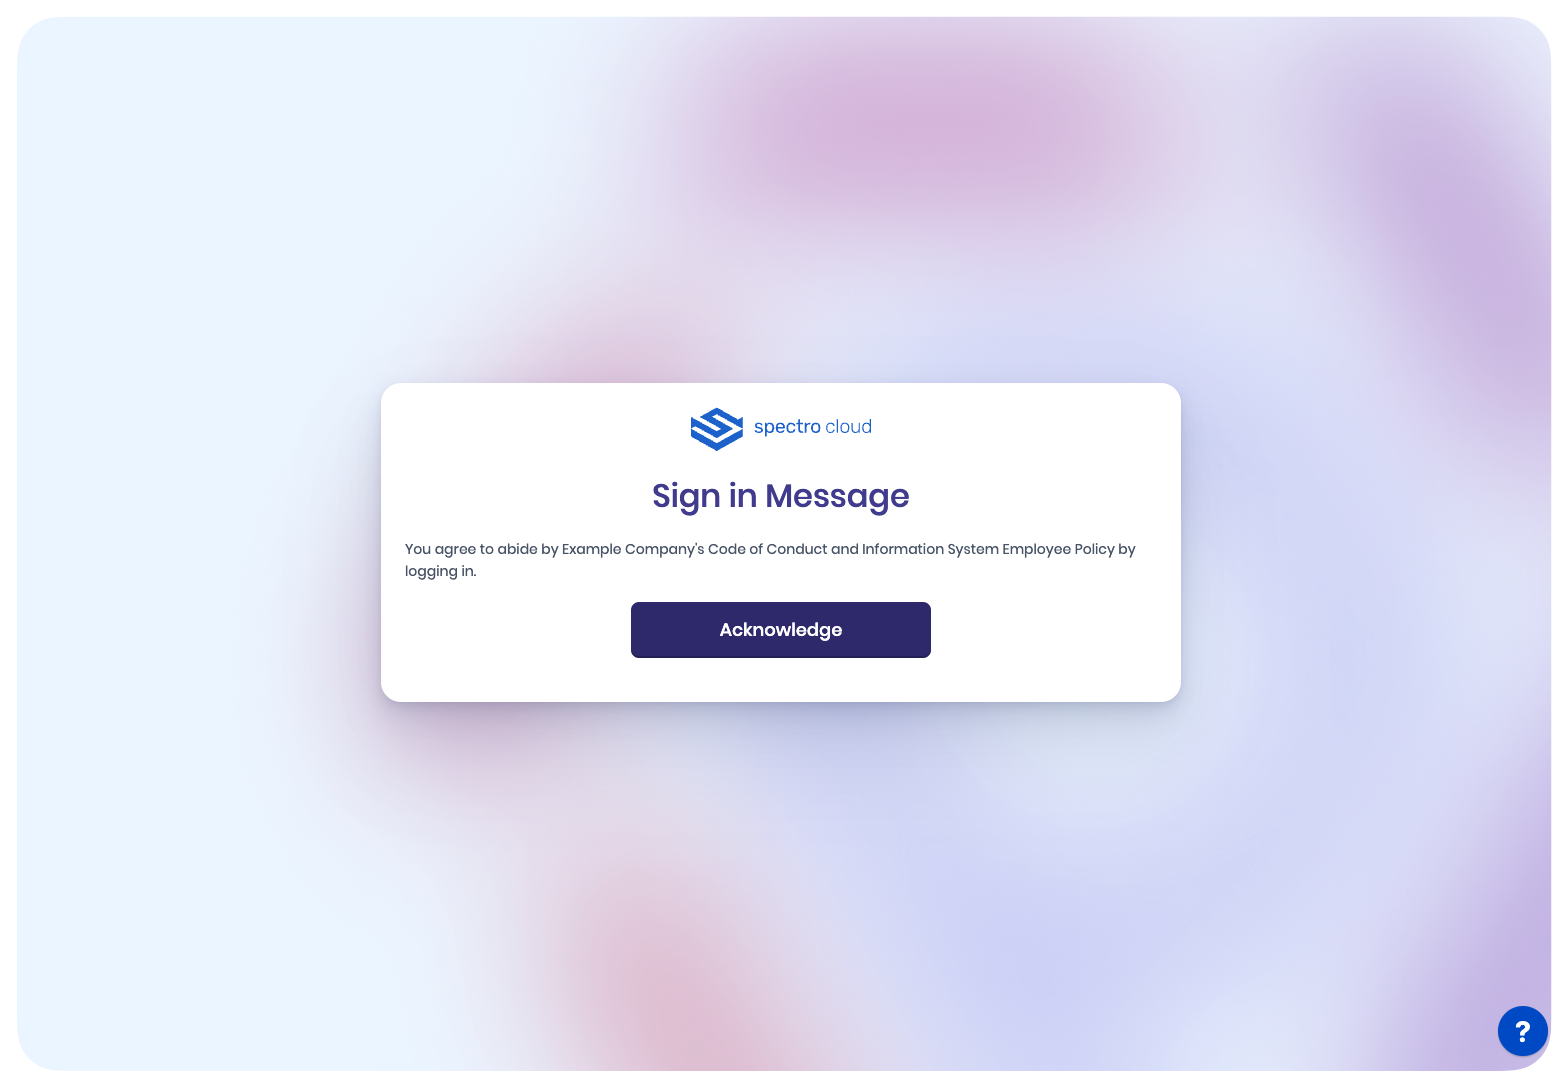 spectro cloud
Sign in Message
You agree to abide by Example Company's Code of Conduct and Information System Employee Policy by
logging in.
Acknowledge
?